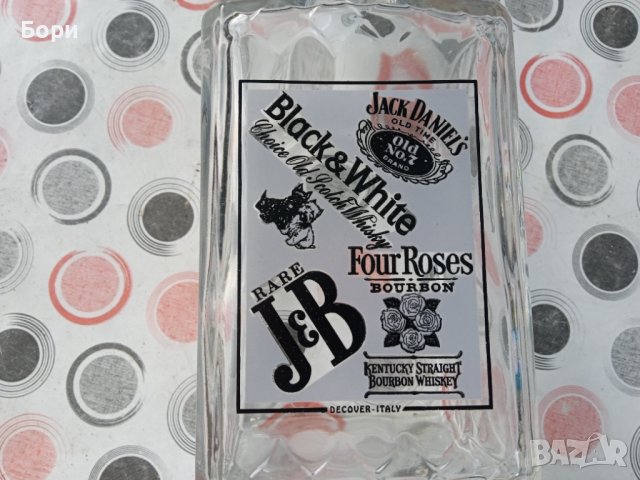 Бори
Black & White
Choice Old Scotch Whisky
JACK DANIEL'S
OLD TIME
Old
No. 7
BRAND
Four Roses
BOURBON
RARE
J&B
KENTUCKY STRAIGHT
BOURBON WHISKEY
DECOVER-ITALY
BAZAR